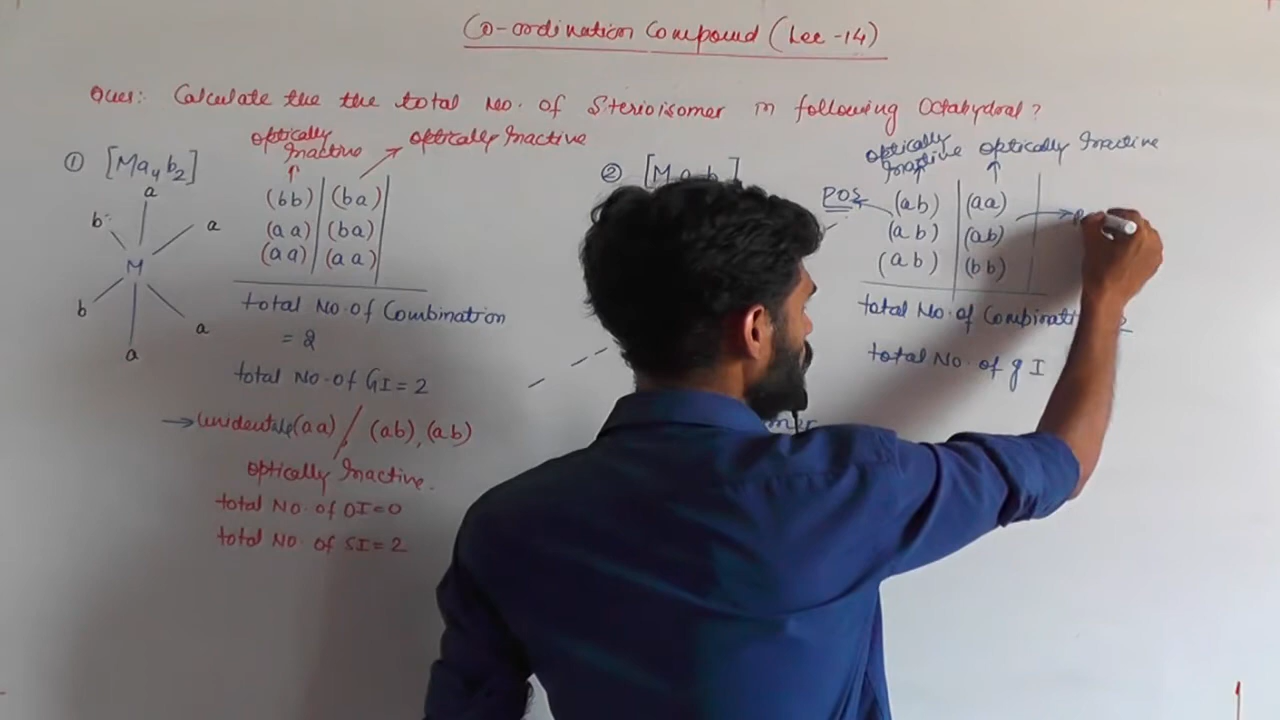 Co-ordination Compound (Lec-14)
Ques: Calculate the the total No. of Sterioisomer in following Octahydoral?
① [Ma₄b₂]
optically Inactive
optically Inactive
(bb) (ba)
(aa) (ba)
(aa) (aa)
a
b
a
M
b
a
a
total No. of Combination
= 2
total No. of GI = 2
→ Unidentate (aa) / (ab), (ab)
optically Inactive.
total No. of OI=0
total No. of SI = 2
②
optically Inactive
optically Inactive
POS
(ab) (aa)
(ab) (ab)
(ab) (bb)
total No. of
total No. of gI